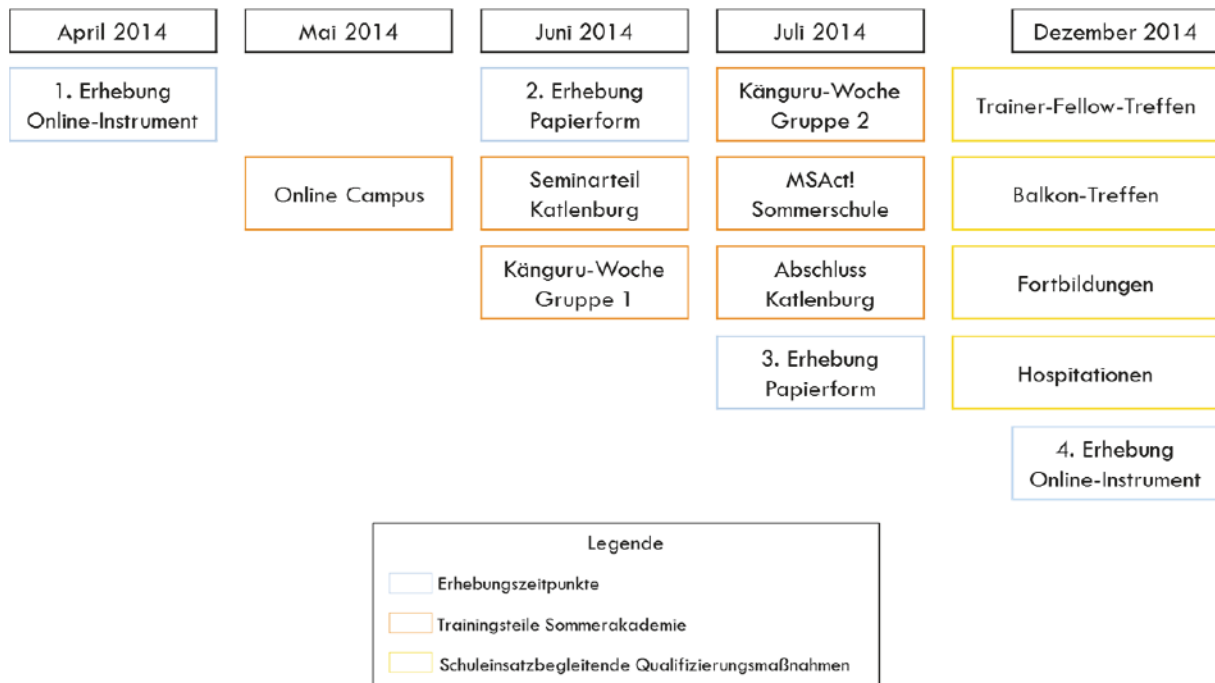 April 2014
Mai 2014
Juni 2014
Juli 2014
Dezember 2014
1. Erhebung
Online-Instrument
2. Erhebung
Papierform
Känguru-Woche
Gruppe 2
Trainer-Fellow-Treffen
Online Campus
Seminarteil
Katlenburg
MSAct!
Sommerschule
Balkon-Treffen
Känguru-Woche
Gruppe 1
Abschluss
Katlenburg
Fortbildungen
3. Erhebung
Papierform
Hospitationen
4. Erhebung
Online-Instrument
Legende
Erhebungszeitpunkte
Trainingsteile Sommerakademie
Schuleinsatzbegleitende Qualifizierungsmaßnahmen